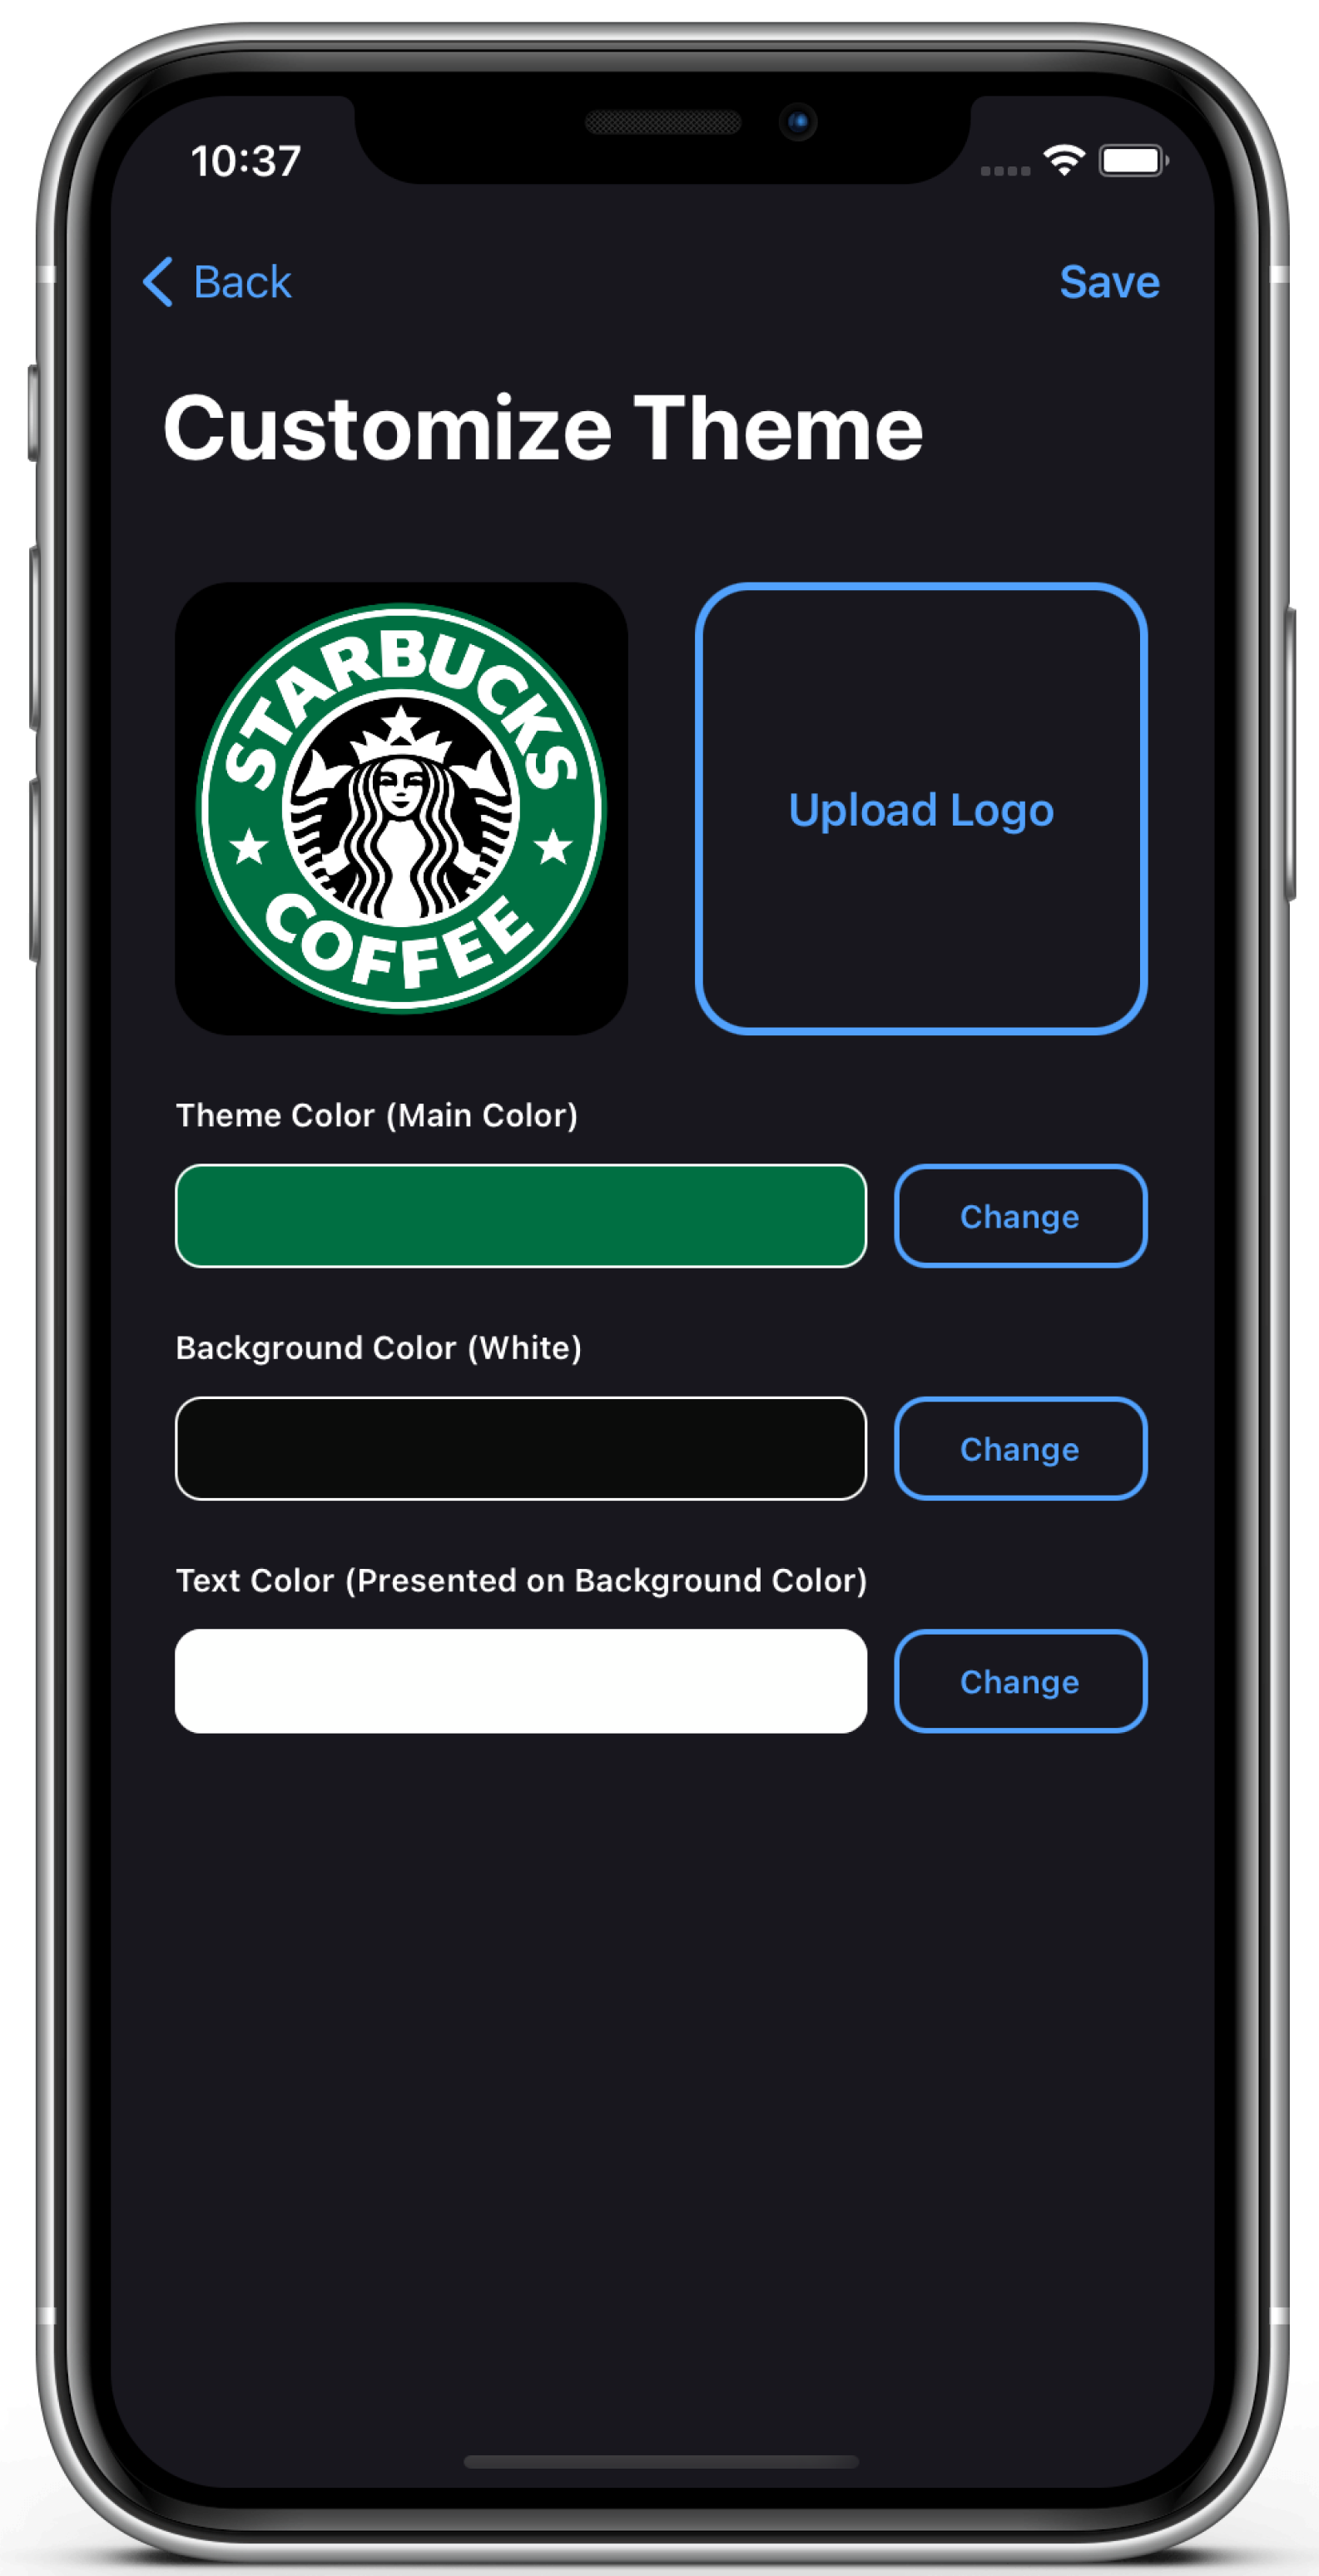 10:37
Back
Save
Customize Theme
STARBUCKS
COFFEE
Upload Logo
Theme Color (Main Color)
Change
Background Color (White)
Change
Text Color (Presented on Background Color)
Change